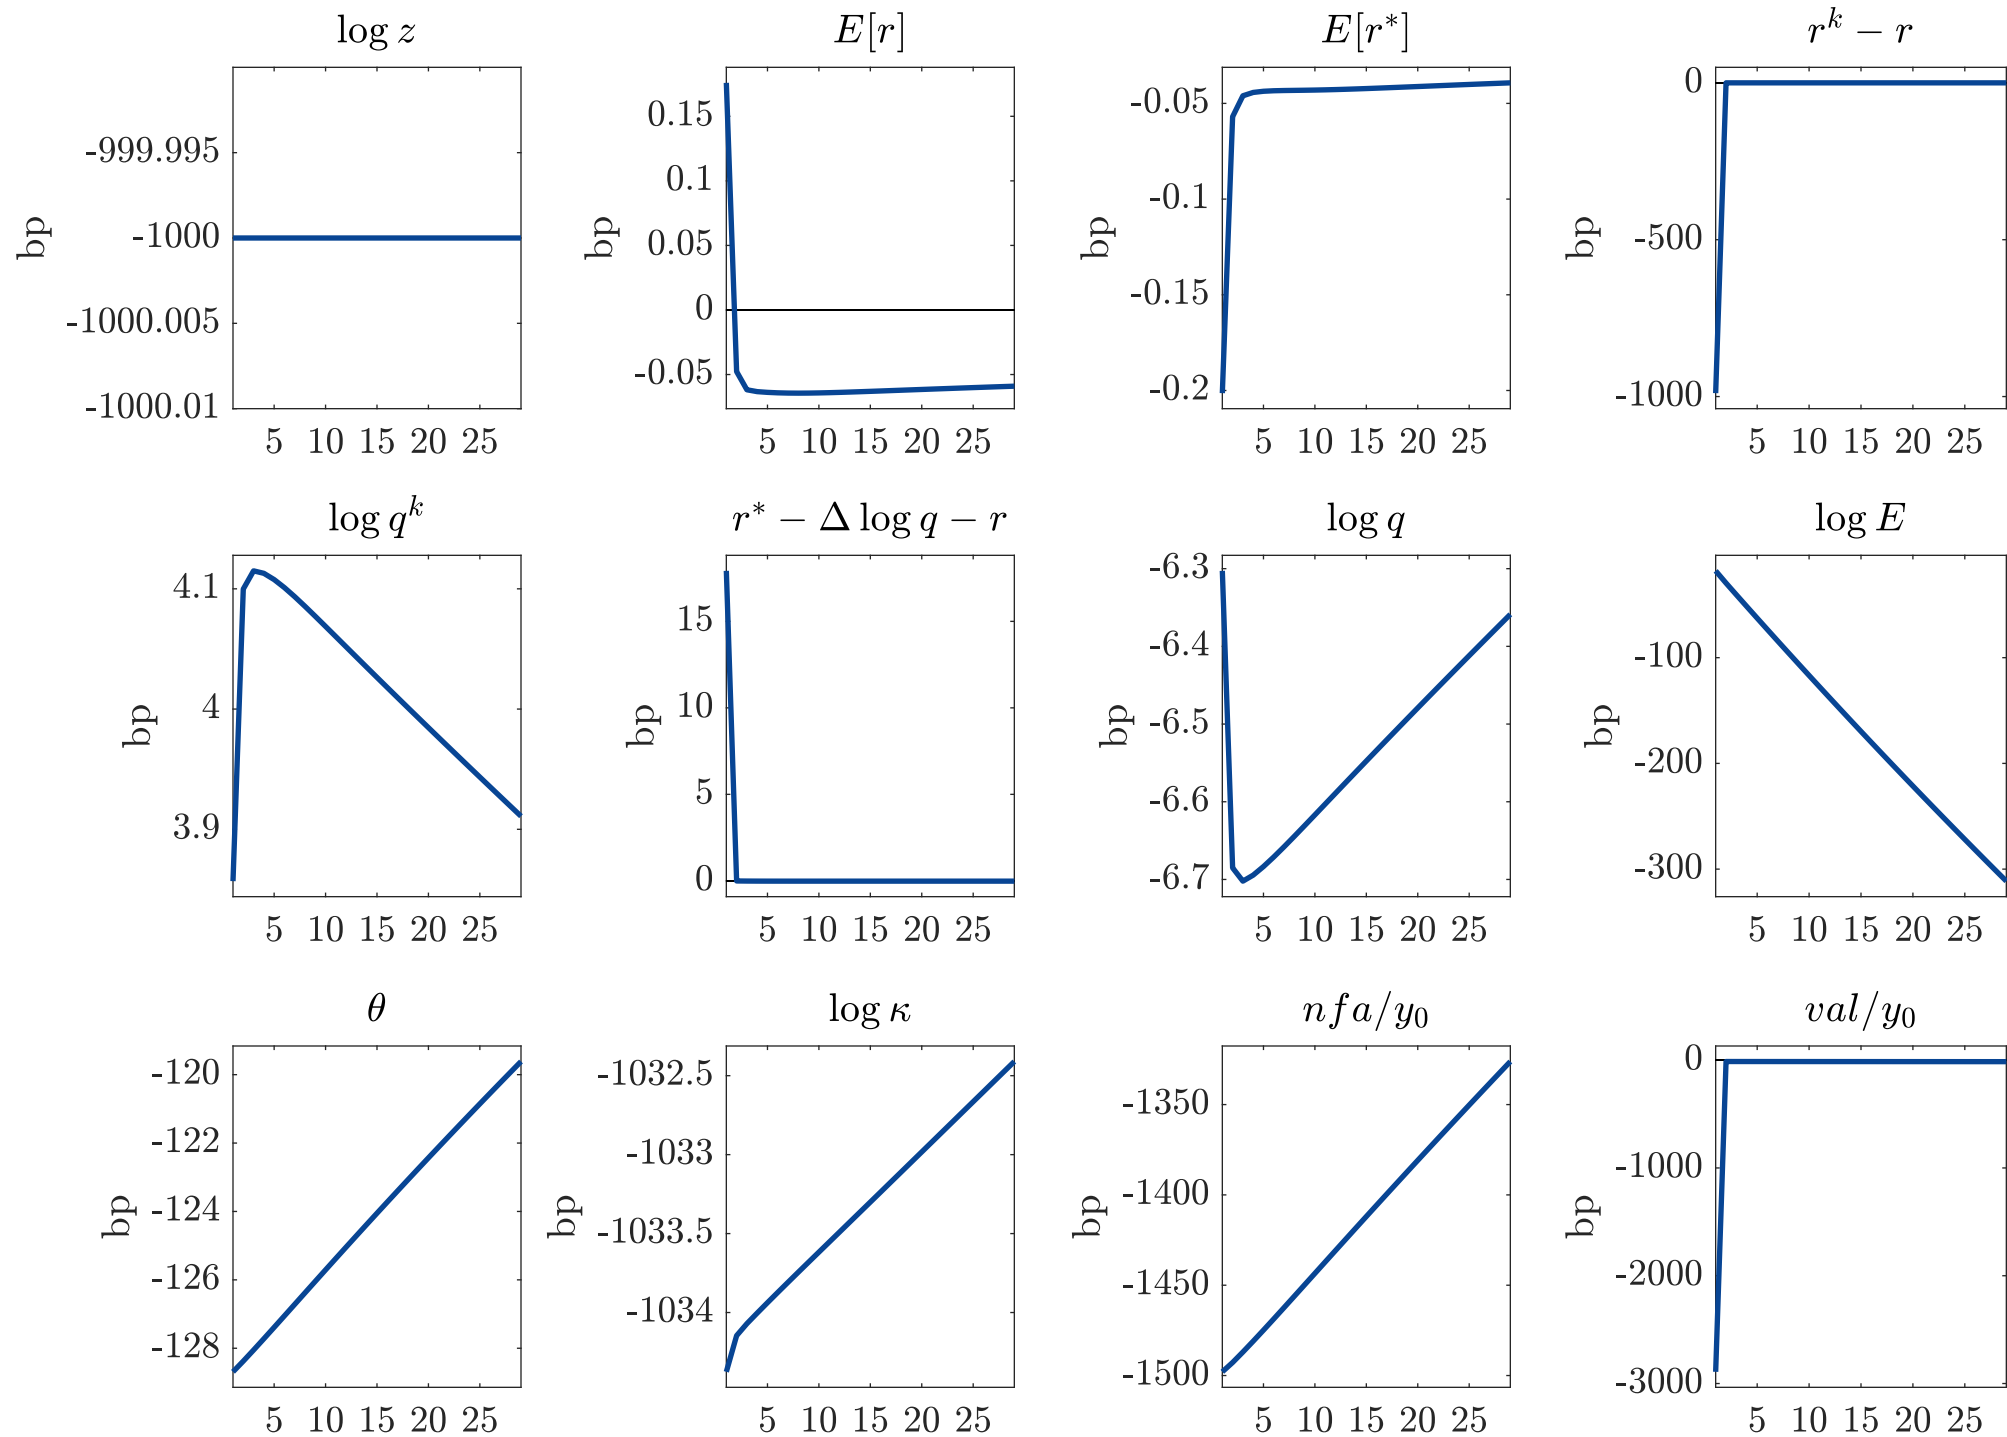 log z
bp
-999.995
-1000
-1000.005
-1000.01
5 10 15 20 25
E[r]
bp
0.15
0.1
0.05
0
-0.05
5 10 15 20 25
E[r*]
bp
-0.05
-0.1
-0.15
-0.2
5 10 15 20 25
r^k − r
bp
0
-500
-1000
5 10 15 20 25
log q^k
bp
4.1
4
3.9
5 10 15 20 25
r* − Δ log q − r
bp
15
10
5
0
5 10 15 20 25
log q
bp
-6.3
-6.4
-6.5
-6.6
-6.7
5 10 15 20 25
log E
bp
-100
-200
-300
5 10 15 20 25
θ
bp
-120
-122
-124
-126
-128
5 10 15 20 25
log κ
bp
-1032.5
-1033
-1033.5
-1034
5 10 15 20 25
nfa/y₀
bp
-1350
-1400
-1450
-1500
5 10 15 20 25
val/y₀
bp
0
-1000
-2000
-3000
5 10 15 20 25